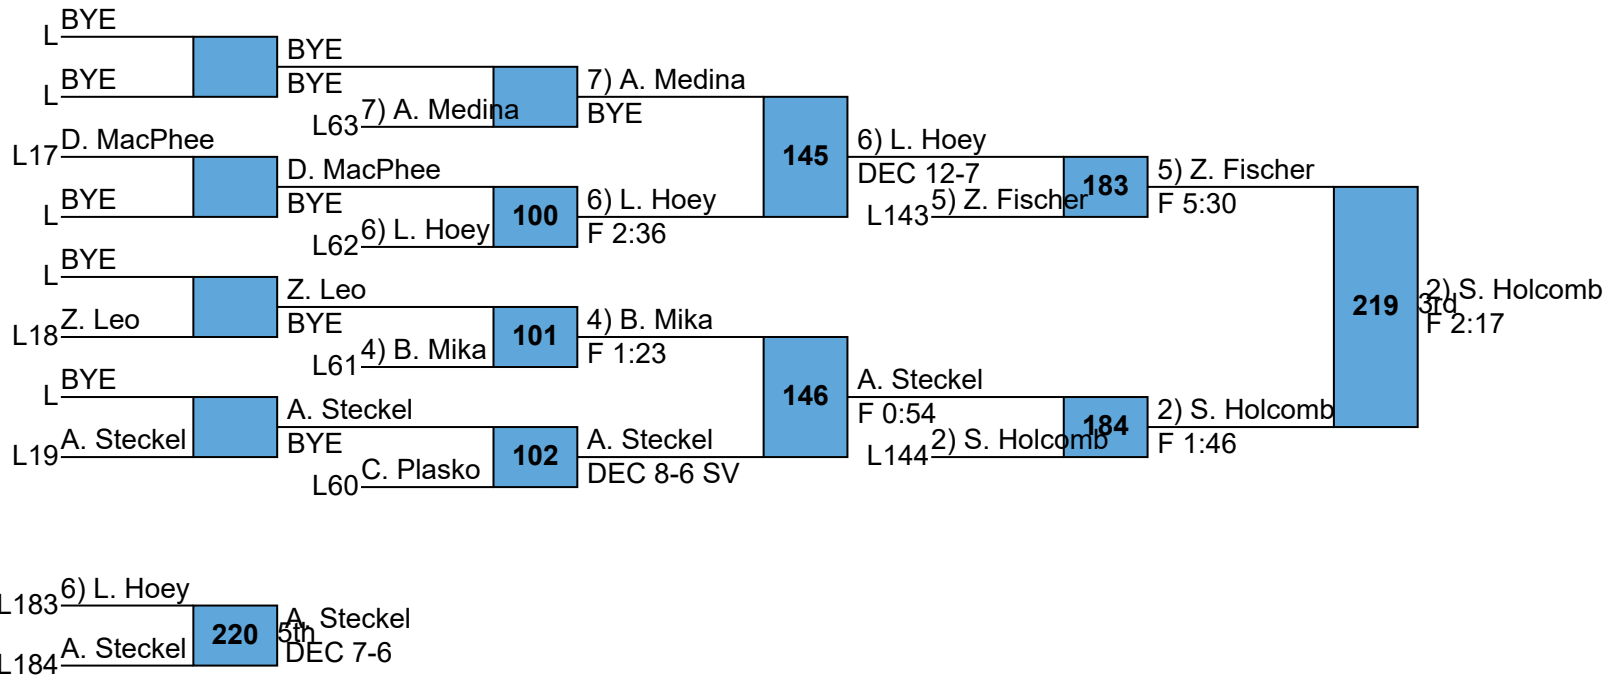 BYE
L
BYE
BYE
L
BYE
7) A. Medina
L63
7) A. Medina
BYE
D. MacPhee
L17
D. MacPhee
BYE
L
BYE
6) L. Hoey
L62
100
6) L. Hoey
F 2:36
145
6) L. Hoey
DEC 12-7
5) Z. Fischer
L143
183
5) Z. Fischer
F 5:30
BYE
L
Z. Leo
Z. Leo
L18
BYE
4) B. Mika
L61
101
4) B. Mika
F 1:23
BYE
L
A. Steckel
A. Steckel
L19
BYE
C. Plasko
L60
102
A. Steckel
DEC 8-6 SV
146
A. Steckel
F 0:54
2) S. Holcomb
L144
184
2) S. Holcomb
F 1:46
219
2) S. Holcomb
3rd
F 2:17
6) L. Hoey
L183
A. Steckel
L184
220
A. Steckel
5th
DEC 7-6